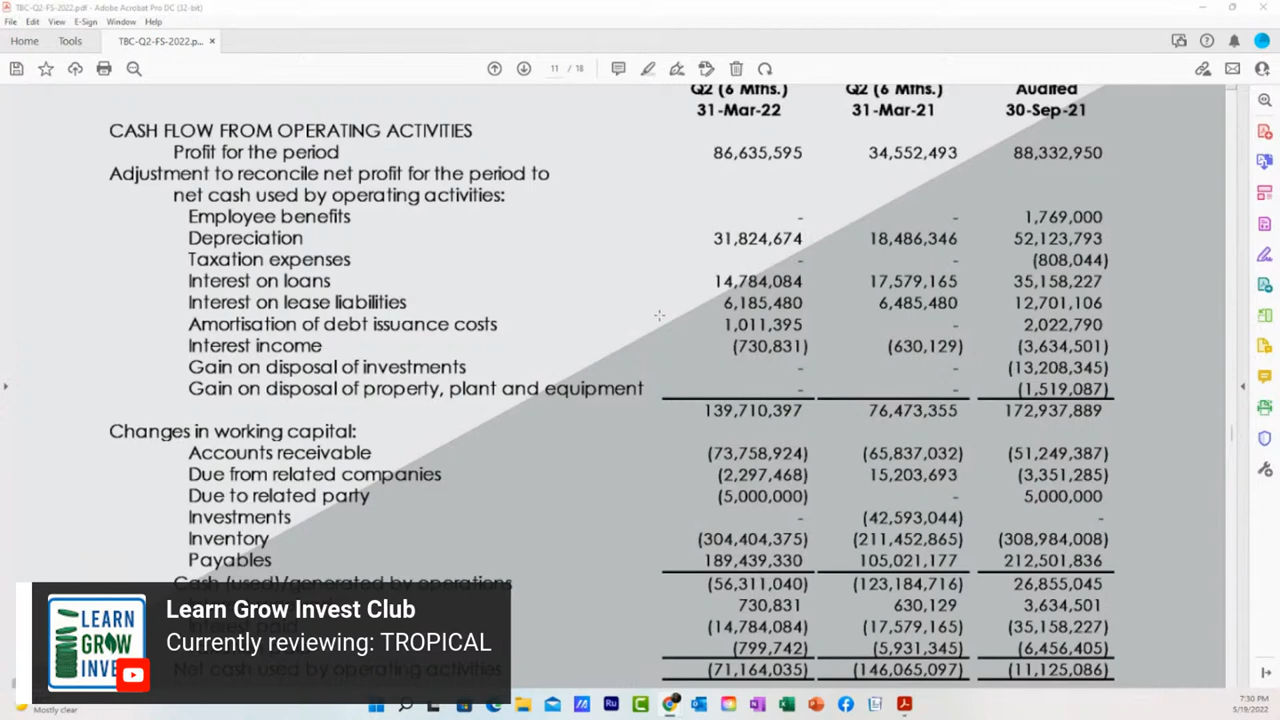 TBC-Q2-FS-2022.pdf - Adobe Acrobat Pro DC (32-bit)
File Edit View E-Sign Window Help
Home Tools TBC-Q2-FS-2022.p... ×
11 / 18
Q2 (6 Mths.) Q2 (6 Mths.) Audited
31-Mar-22 31-Mar-21 30-Sep-21
CASH FLOW FROM OPERATING ACTIVITIES
Profit for the period 86,635,595 34,552,493 88,332,950
Adjustment to reconcile net profit for the period to
net cash used by operating activities:
Employee benefits - - 1,769,000
Depreciation 31,824,674 18,486,346 52,123,793
Taxation expenses - - (808,044)
Interest on loans 14,784,084 17,579,165 35,158,227
Interest on lease liabilities 6,185,480 6,485,480 12,701,106
Amortisation of debt issuance costs 1,011,395 - 2,022,790
Interest income (730,831) (630,129) (3,634,501)
Gain on disposal of investments - - (13,208,345)
Gain on disposal of property, plant and equipment - - (1,519,087)
139,710,397 76,473,355 172,937,889
Changes in working capital:
Accounts receivable (73,758,924) (65,837,032) (51,249,387)
Due from related companies (2,297,468) 15,203,693 (3,351,285)
Due to related party (5,000,000) - 5,000,000
Investments - (42,593,044) -
Inventory (304,404,375) (211,452,865) (308,984,008)
Payables 189,439,330 105,021,177 212,501,836
Cash (used)/generated by operations (56,311,040) (123,184,716) 26,855,045
730,831 630,129 3,634,501
(14,784,084) (17,579,165) (35,158,227)
(799,742) (5,931,345) (6,456,405)
Net cash used by operating activities (71,164,035) (146,065,097) (11,125,086)
LEARN
GROW
INVE
Learn Grow Invest Club
Currently reviewing: TROPICAL
Mostly clear
Ru
7:30 PM
5/19/2022